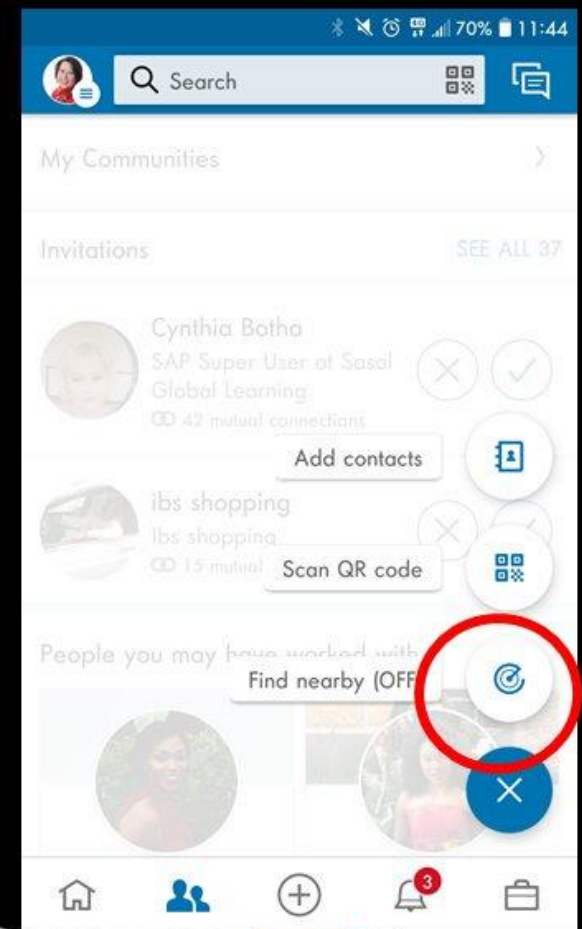 70% 11:44
Search
My Communities
Invitations SEE ALL 37
Cynthia Botha
SAP Super User at Sasol
Global Learning
42 mutual connections
Add contacts
ibs shopping
Ibs shopping
15 mutual
Scan QR code
People you may have worked with
Find nearby (OFF
3